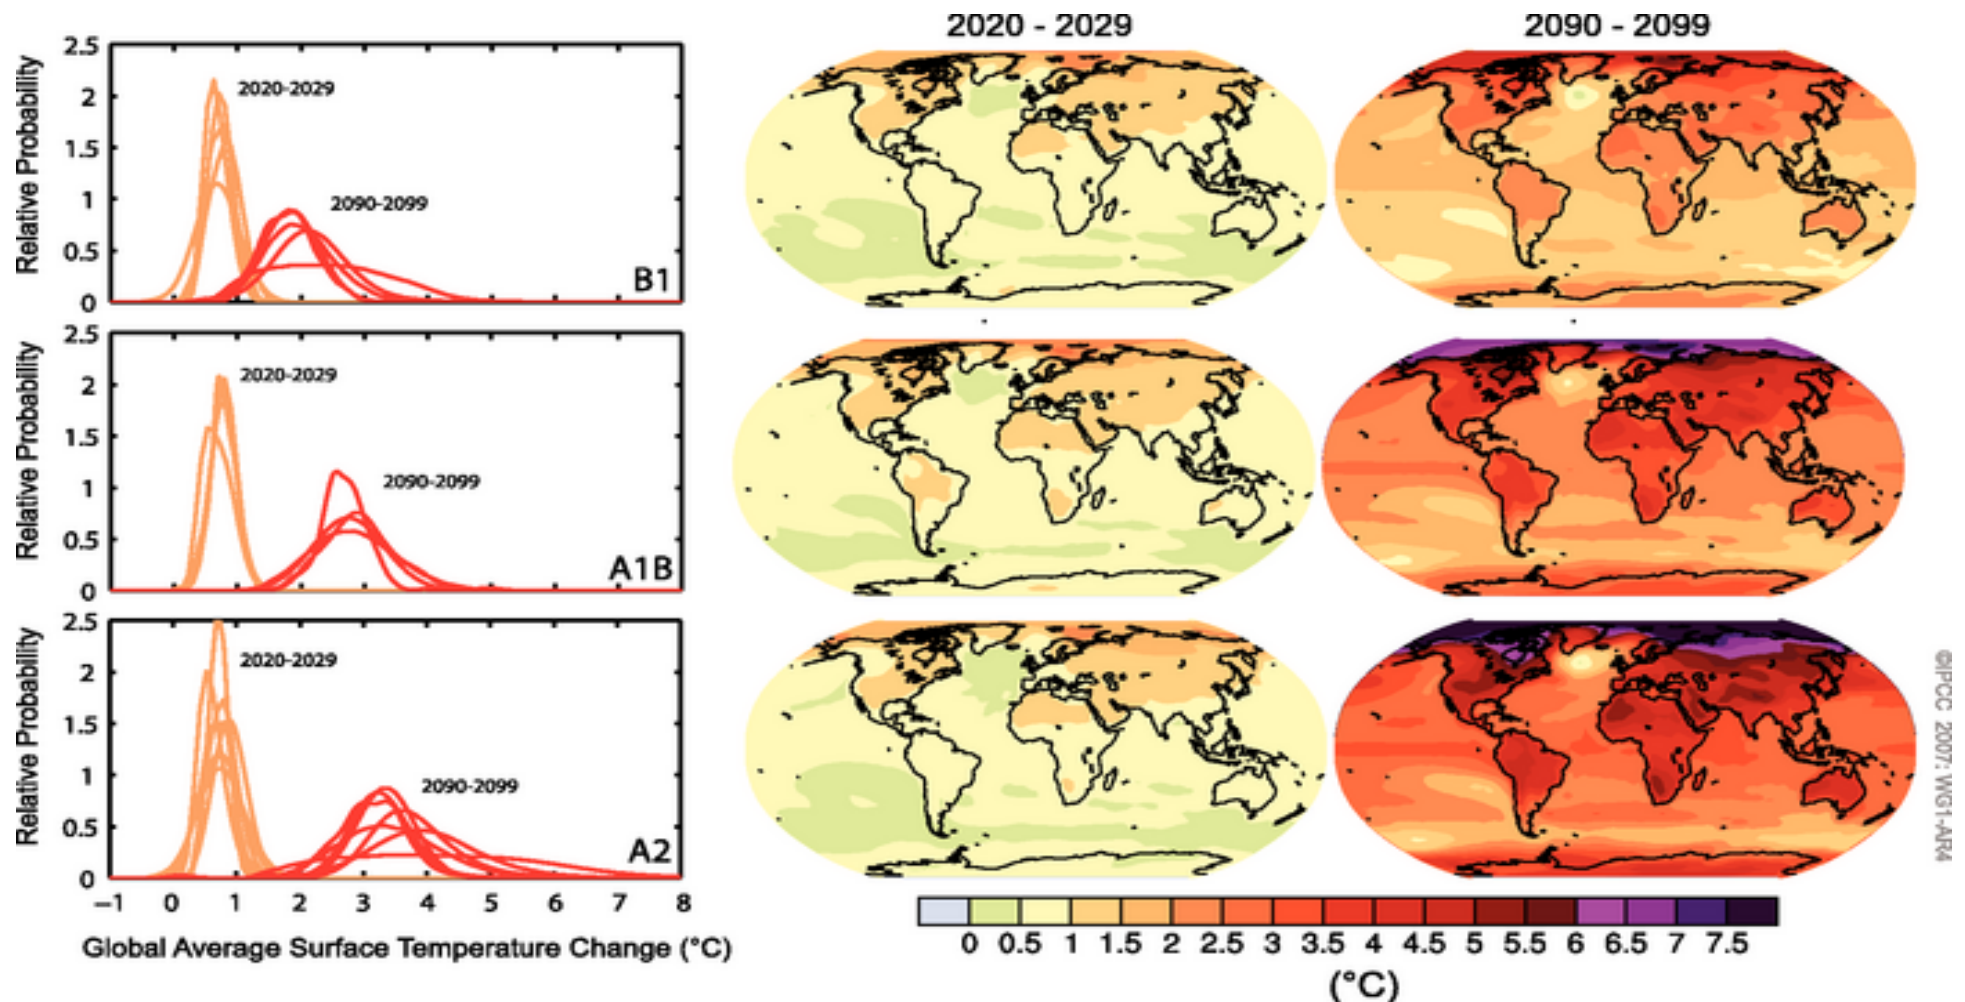 2020 - 2029
2090 - 2099
Relative Probability
2.5
2
1.5
1
0.5
0
2020-2029
2090-2099
B1
Relative Probability
2.5
2
1.5
1
0.5
0
2020-2029
2090-2099
A1B
Relative Probability
2.5
2
1.5
1
0.5
0
2020-2029
2090-2099
A2
−1 0 1 2 3 4 5 6 7 8
Global Average Surface Temperature Change (°C)
0 0.5 1 1.5 2 2.5 3 3.5 4 4.5 5 5.5 6 6.5 7 7.5
(°C)
©IPCC 2007: WG1-AR4